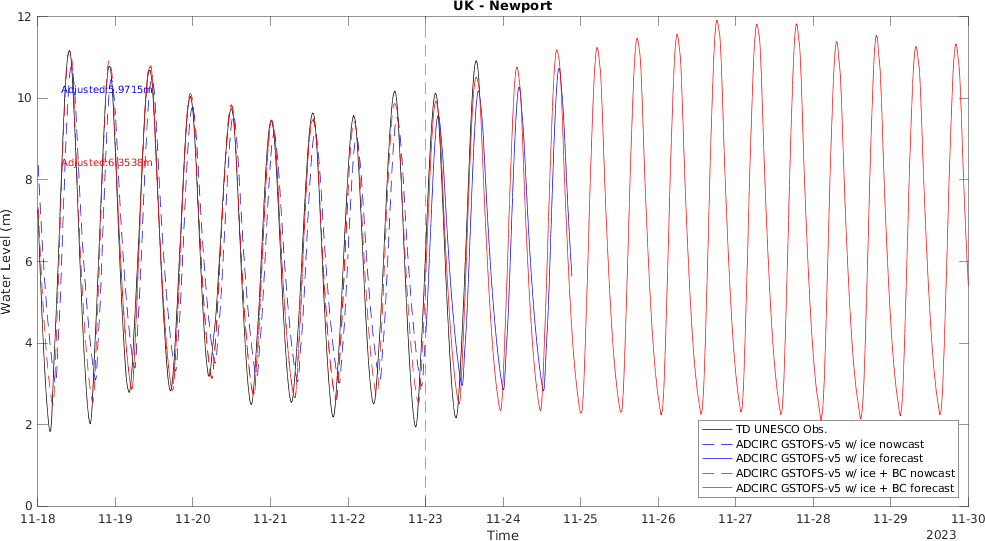 UK - Newport
12
10
8
6
4
2
0
Water Level (m)
Adjusted:5.9715m
Adjusted:6.3538m
TD UNESCO Obs.
ADCIRC GSTOFS-v5 w/ ice nowcast
ADCIRC GSTOFS-v5 w/ ice forecast
ADCIRC GSTOFS-v5 w/ ice + BC nowcast
ADCIRC GSTOFS-v5 w/ ice + BC forecast
11-18 11-19 11-20 11-21 11-22 11-23 11-24 11-25 11-26 11-27 11-28 11-29 11-30
Time
2023